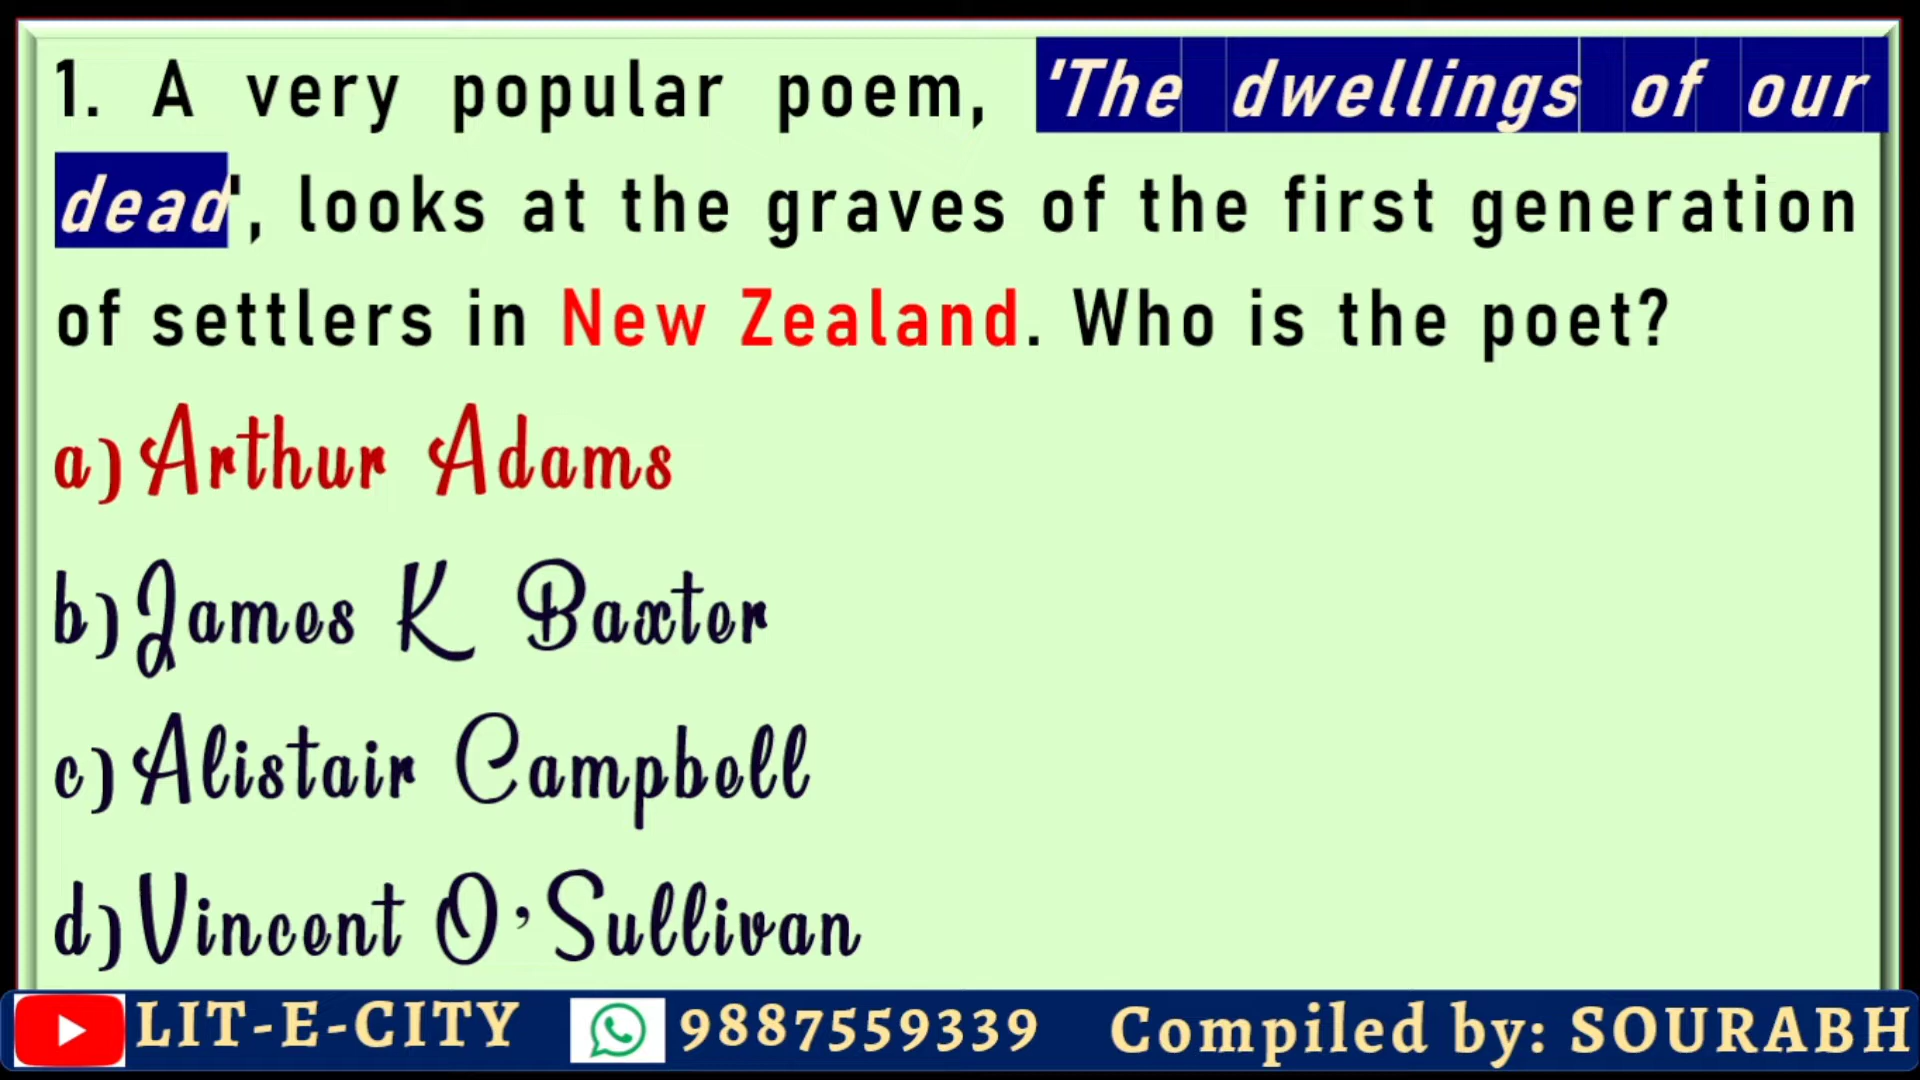 1. A very popular poem, 'The dwellings of our
dead', looks at the graves of the first generation
of settlers in New Zealand. Who is the poet?
a) Arthur Adams
b) James K Baxter
c) Alistair Campbell
d) Vincent O'Sullivan
LIT-E-CITY 9887559339 Compiled by: SOURABH